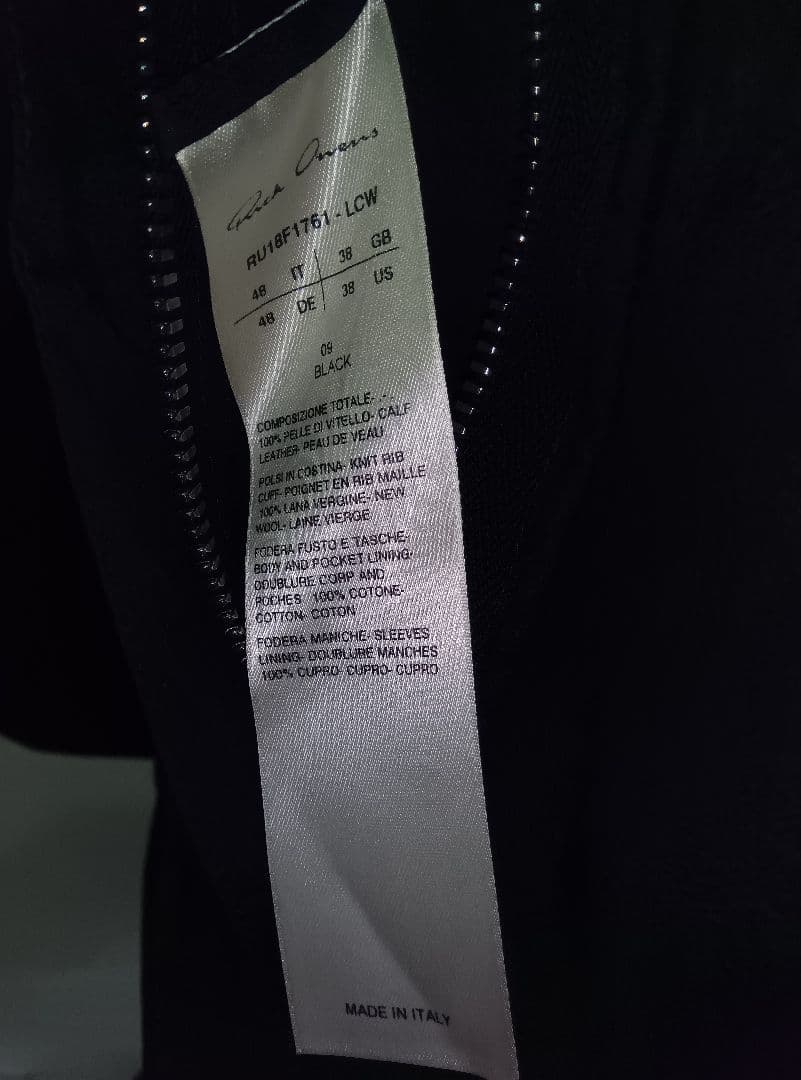 Rick Owens
RU18F1761-LCW
48 IT 38 GB
48 DE 38 US
09
BLACK
COMPOSIZIONE TOTALE- -
100% PELLE DI VITELLO- CALF
LEATHER- PEAU DE VEAU
POLSI IN COSTINA- KNIT RIB
CUFF- POIGNET EN RIB MAILLE
100% LANA VERGINE- NEW
WOOL- LAINE VIERGE
FODERA FUSTO E TASCHE-
BODY AND POCKET LINING-
DOUBLURE CORP AND
POCHES 100% COTONE-
COTTON- COTON
FODERA MANICHE- SLEEVES
LINING- DOUBLURE MANCHES
100% CUPRO- CUPRO- CUPRO
MADE IN ITALY